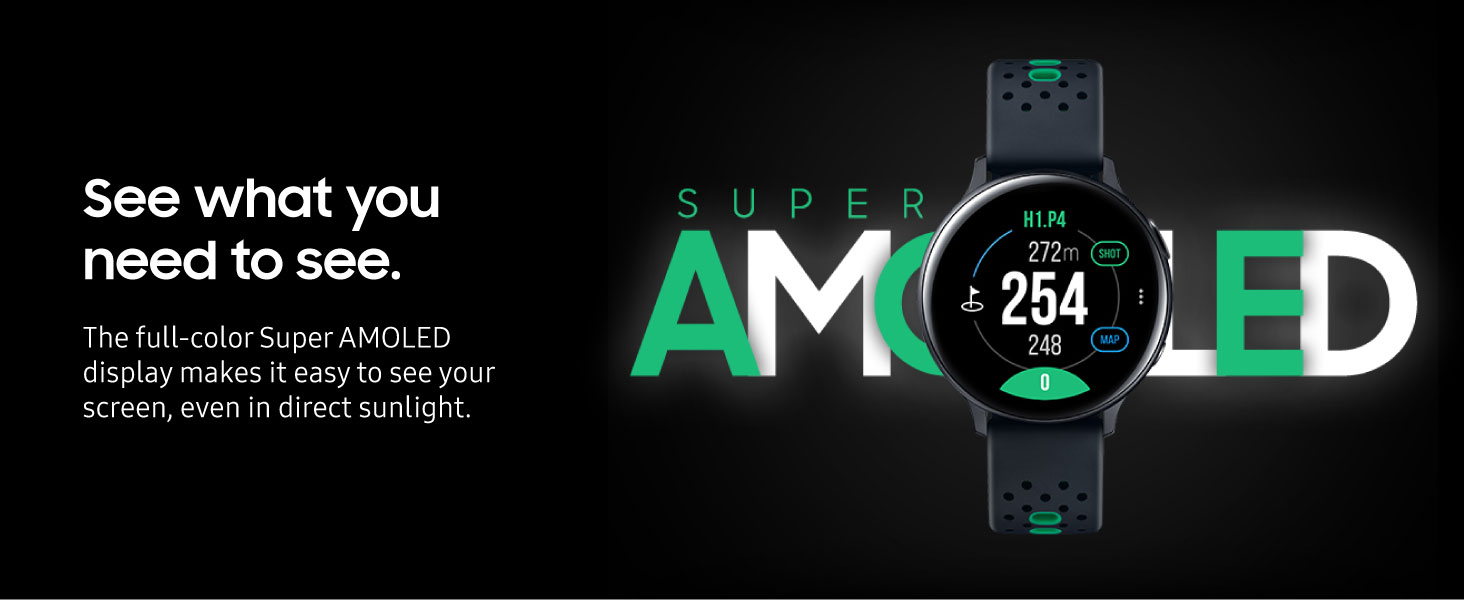 See what you
need to see.
The full-color Super AMOLED
display makes it easy to see your
screen, even in direct sunlight.
SUPER
AMOLED
H1.P4
272m
SHOT
254
248
MAP
0